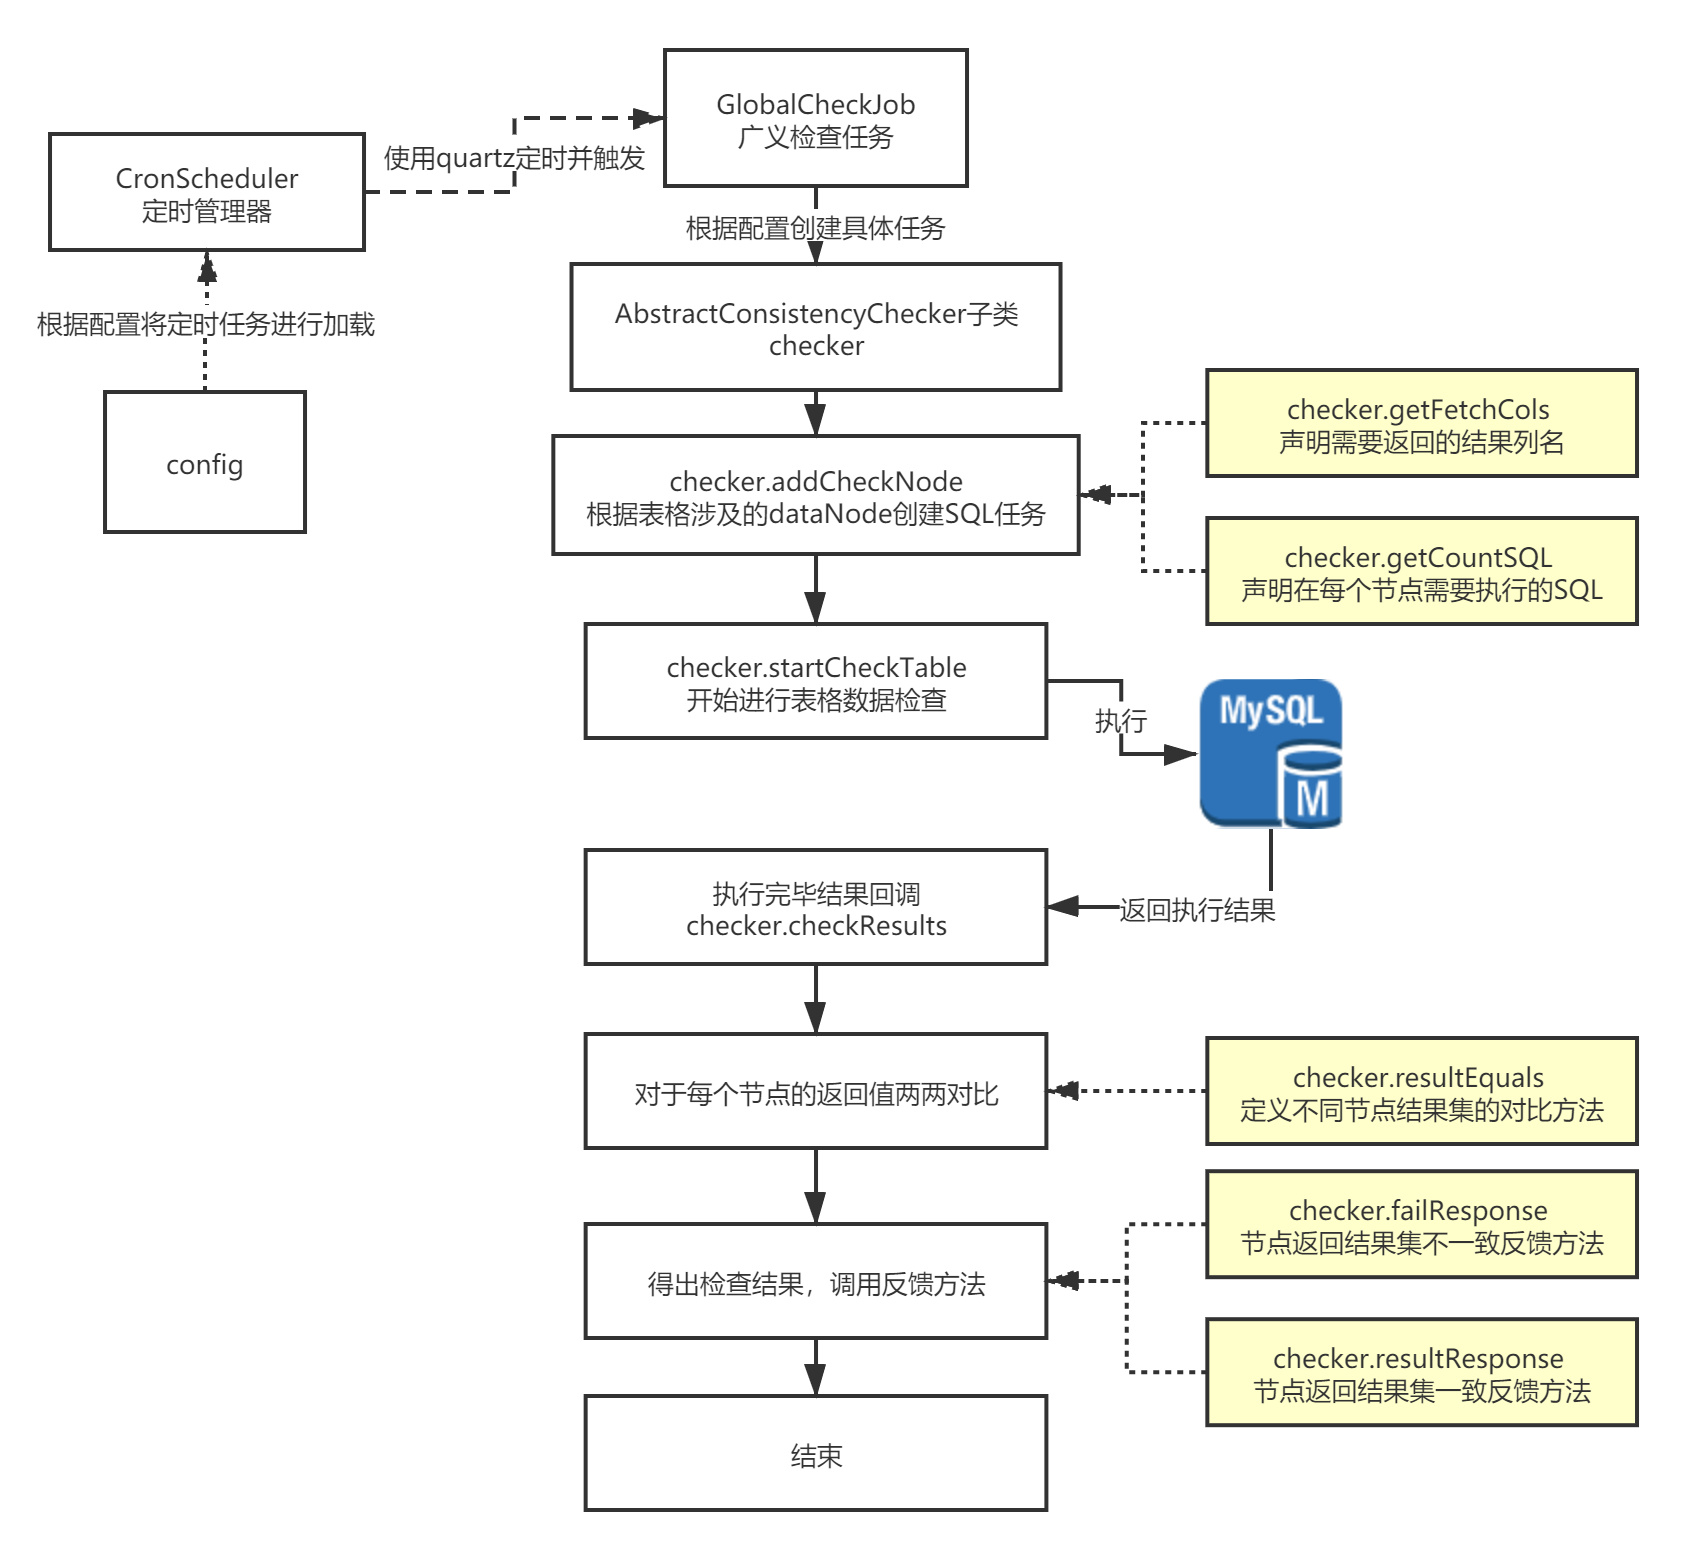 GlobalCheckJob
广义检查任务
使用quartz定时并触发
CronScheduler
定时管理器
根据配置创建具体任务
根据配置将定时任务进行加载
config
AbstractConsistencyChecker子类
checker
checker.getFetchCols
声明需要返回的结果列名
checker.addCheckNode
根据表格涉及的dataNode创建SQL任务
checker.getCountSQL
声明在每个节点需要执行的SQL
checker.startCheckTable
开始进行表格数据检查
执行
MySQL
M
执行完毕结果回调
checker.checkResults
返回执行结果
对于每个节点的返回值两两对比
checker.resultEquals
定义不同节点结果集的对比方法
checker.failResponse
节点返回结果集不一致反馈方法
得出检查结果，调用反馈方法
checker.resultResponse
节点返回结果集一致反馈方法
结束